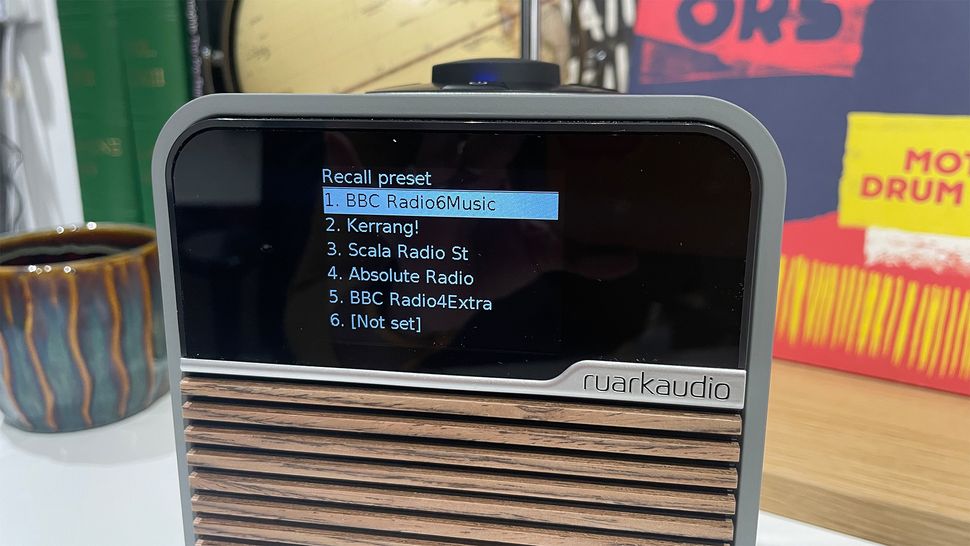 ORS
MOT
DRUM
Recall preset
1. BBC Radio6Music
2. Kerrang!
3. Scala Radio St
4. Absolute Radio
5. BBC Radio4Extra
6. [Not set]
ruarkaudio